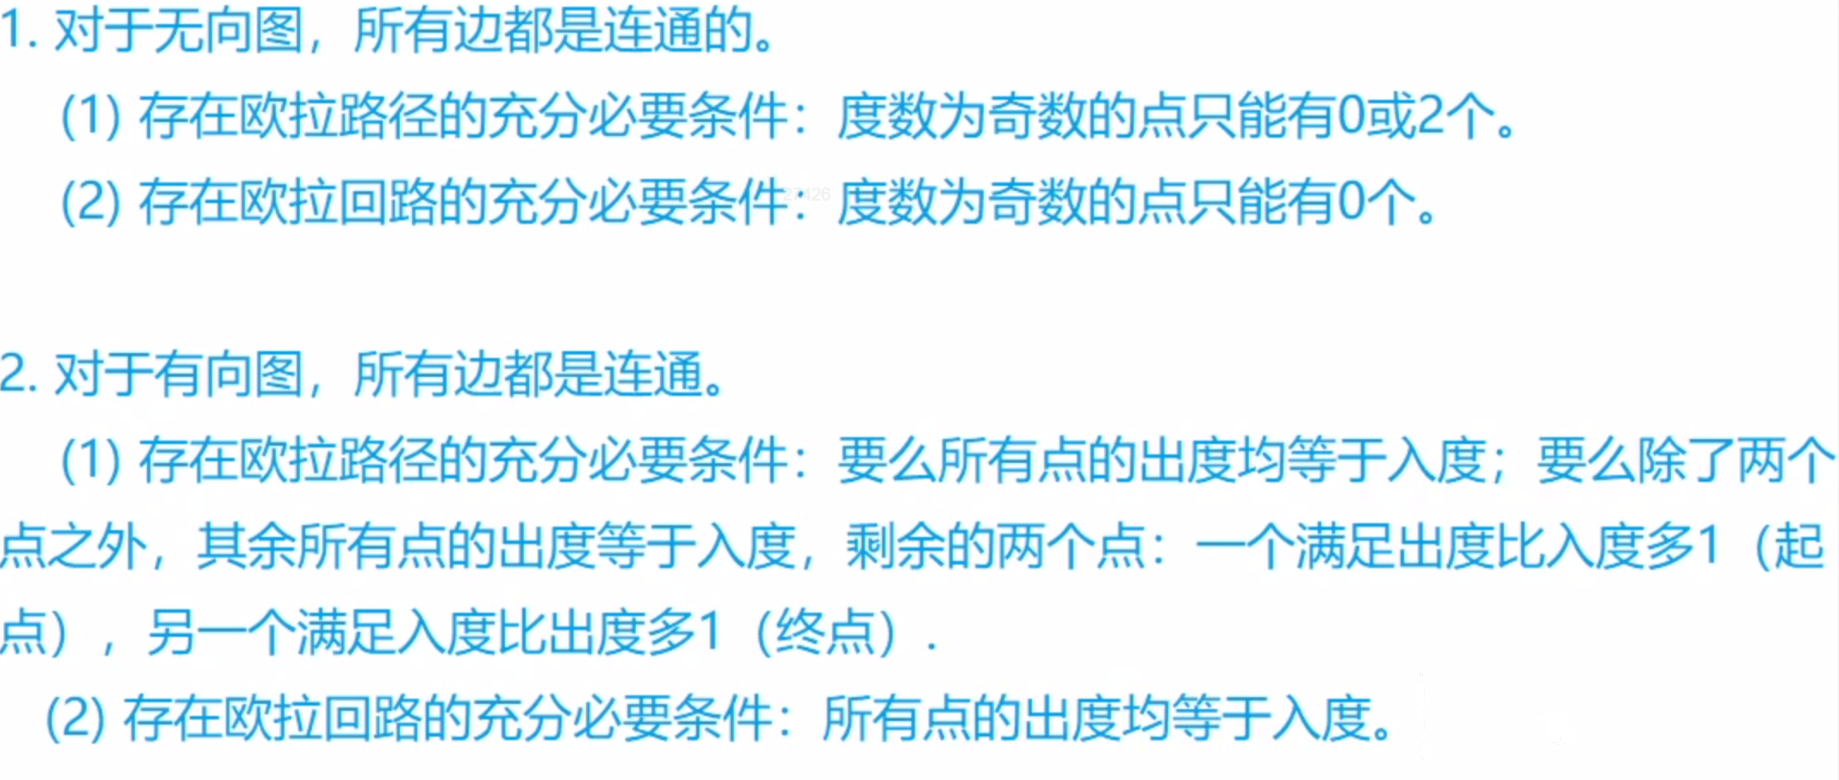 1. 对于无向图，所有边都是连通的。
(1) 存在欧拉路径的充分必要条件：度数为奇数的点只能有0或2个。
(2) 存在欧拉回路的充分必要条件：度数为奇数的点只能有0个。
27426
2. 对于有向图，所有边都是连通。
(1) 存在欧拉路径的充分必要条件：要么所有点的出度均等于入度；要么除了两个
点之外，其余所有点的出度等于入度，剩余的两个点：一个满足出度比入度多1（起
点），另一个满足入度比出度多1（终点）.
(2) 存在欧拉回路的充分必要条件：所有点的出度均等于入度。